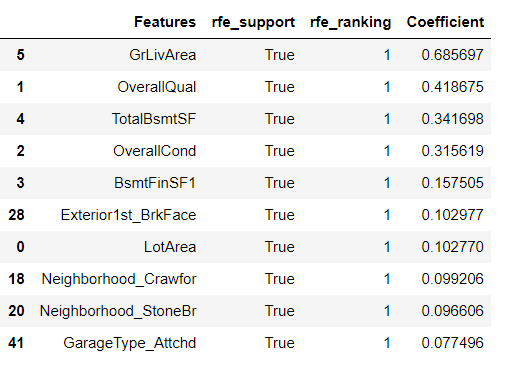 Features rfe_support rfe_ranking Coefficient
5 GrLivArea True 1 0.685697
1 OverallQual True 1 0.418675
4 TotalBsmtSF True 1 0.341698
2 OverallCond True 1 0.315619
3 BsmtFinSF1 True 1 0.157505
28 Exterior1st_BrkFace True 1 0.102977
0 LotArea True 1 0.102770
18 Neighborhood_Crawfor True 1 0.099206
20 Neighborhood_StoneBr True 1 0.096606
41 GarageType_Attchd True 1 0.077496